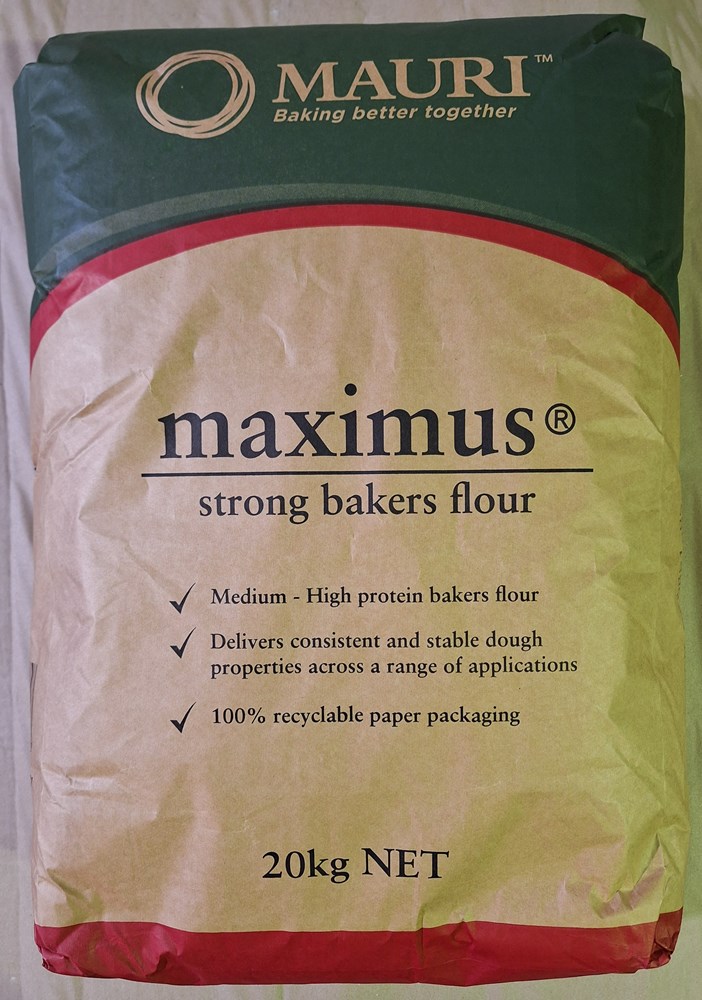 MAURI™
Baking better together
maximus®
strong bakers flour
✓ Medium - High protein bakers flour
✓ Delivers consistent and stable dough
properties across a range of applications
✓ 100% recyclable paper packaging
20kg NET